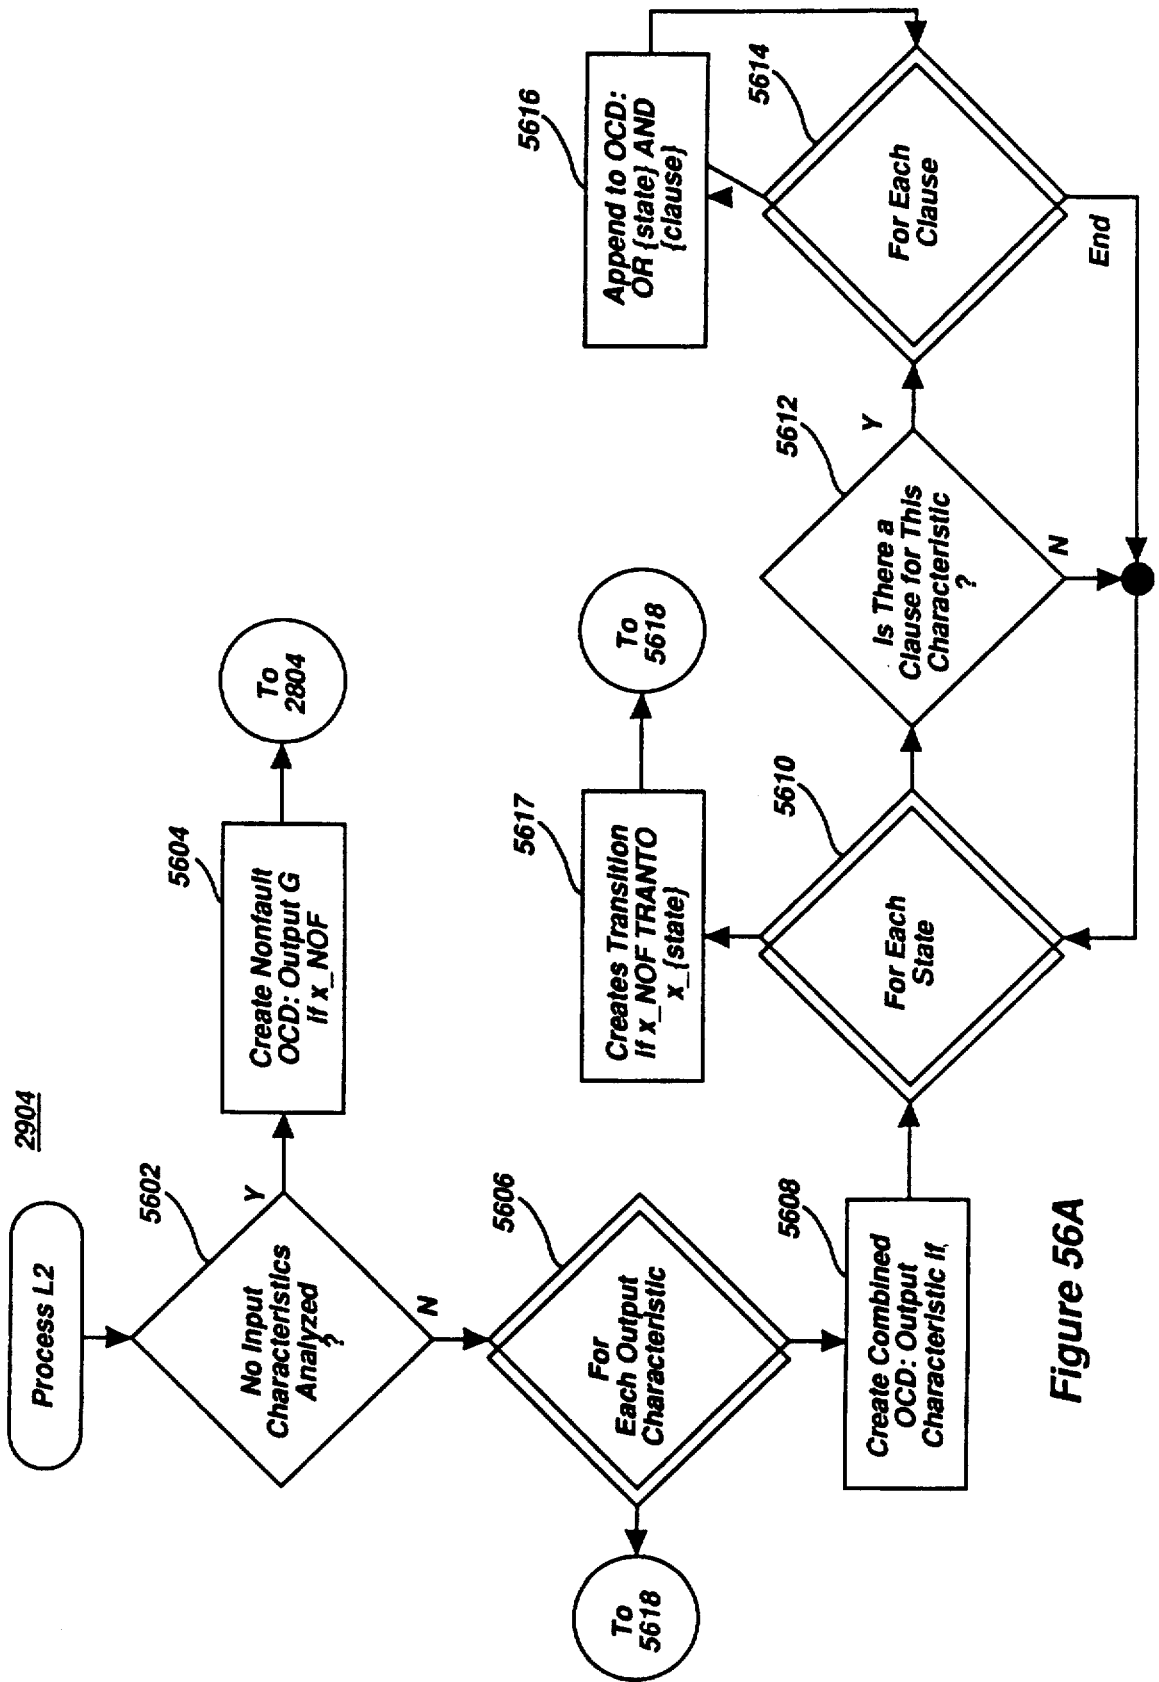 2904
Process L2
5602
No Input
Characteristics
Analyzed
?
Y
N
5604
Create Nonfault
OCD: Output G
if x_NOF
To
2804
5606
For
Each Output
Characteristic
To
5618
5608
Create Combined
OCD: Output
Characteristic if,
5610
For Each
State
5617
Creates Transition
If x_NOF TRANTO
x_{state}
To
5618
5612
Is There a
Clause for This
Characteristic
?
Y
N
5614
For Each
Clause
End
5616
Append to OCD:
OR {state} AND
{clause}
Figure 56A